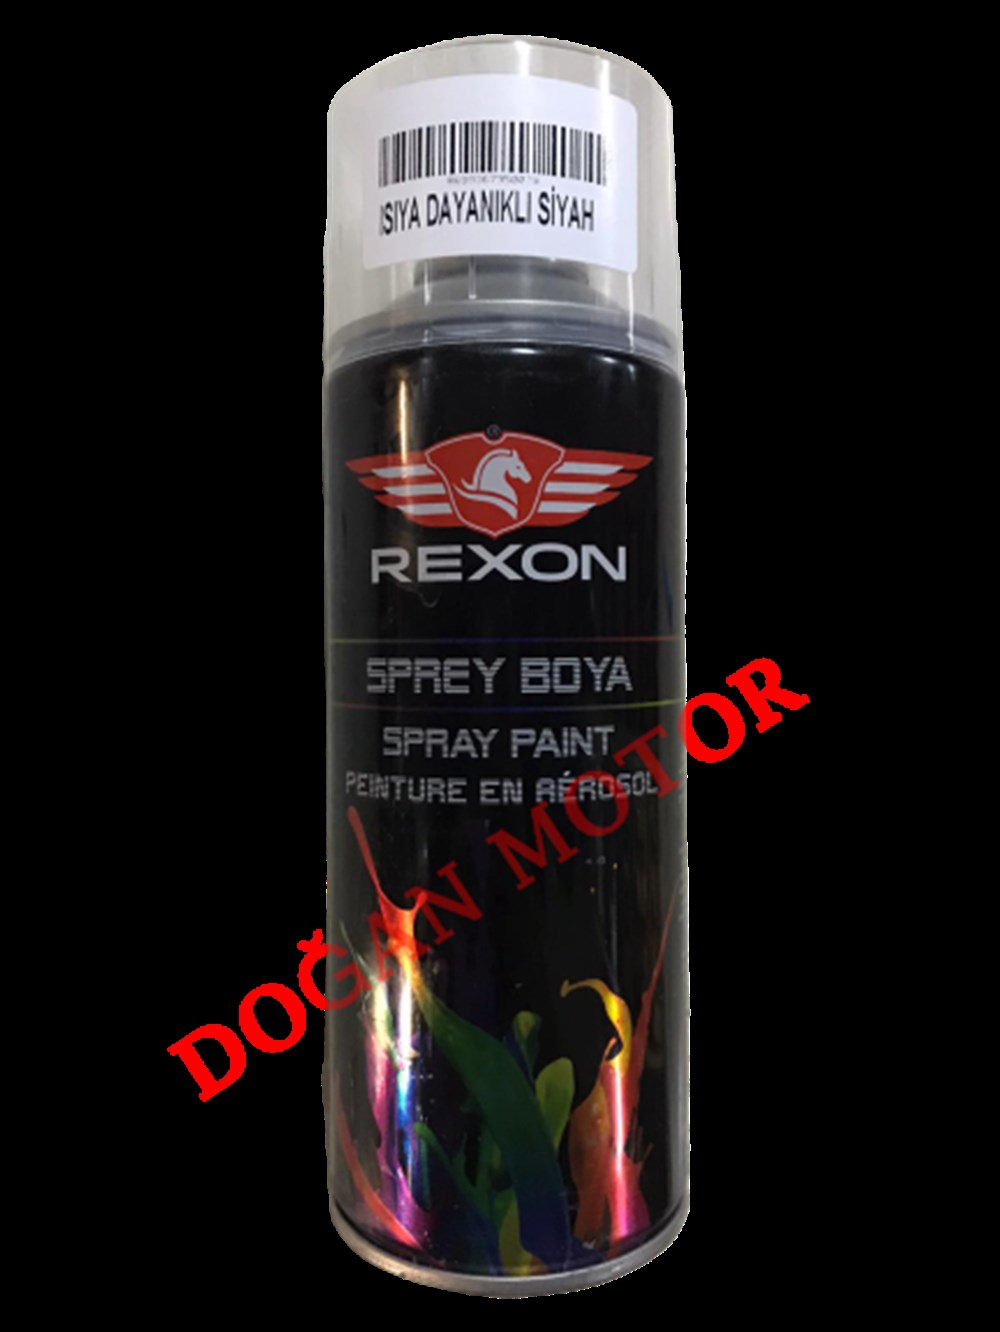 ISIYA DAYANIKLI SİYAH
REXON
SPREY BOYA
SPRAY PAINT
PEINTURE EN AÉROSOL
DOĞAN MOTOR